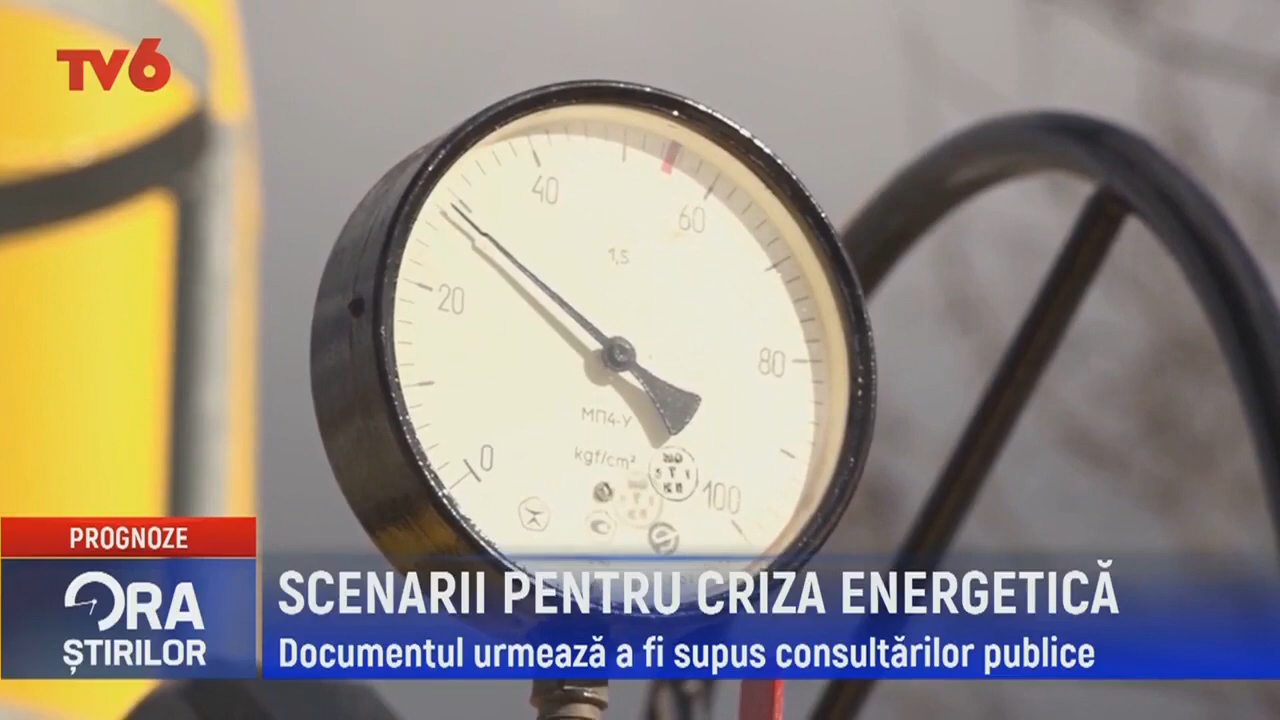 TV6
40
60
1,5
20
80
МП4-У
kgf/cm²
0
100
PROGNOZE
ORA
ȘTIRILOR
SCENARII PENTRU CRIZA ENERGETICĂ
Documentul urmează a fi supus consultărilor publice